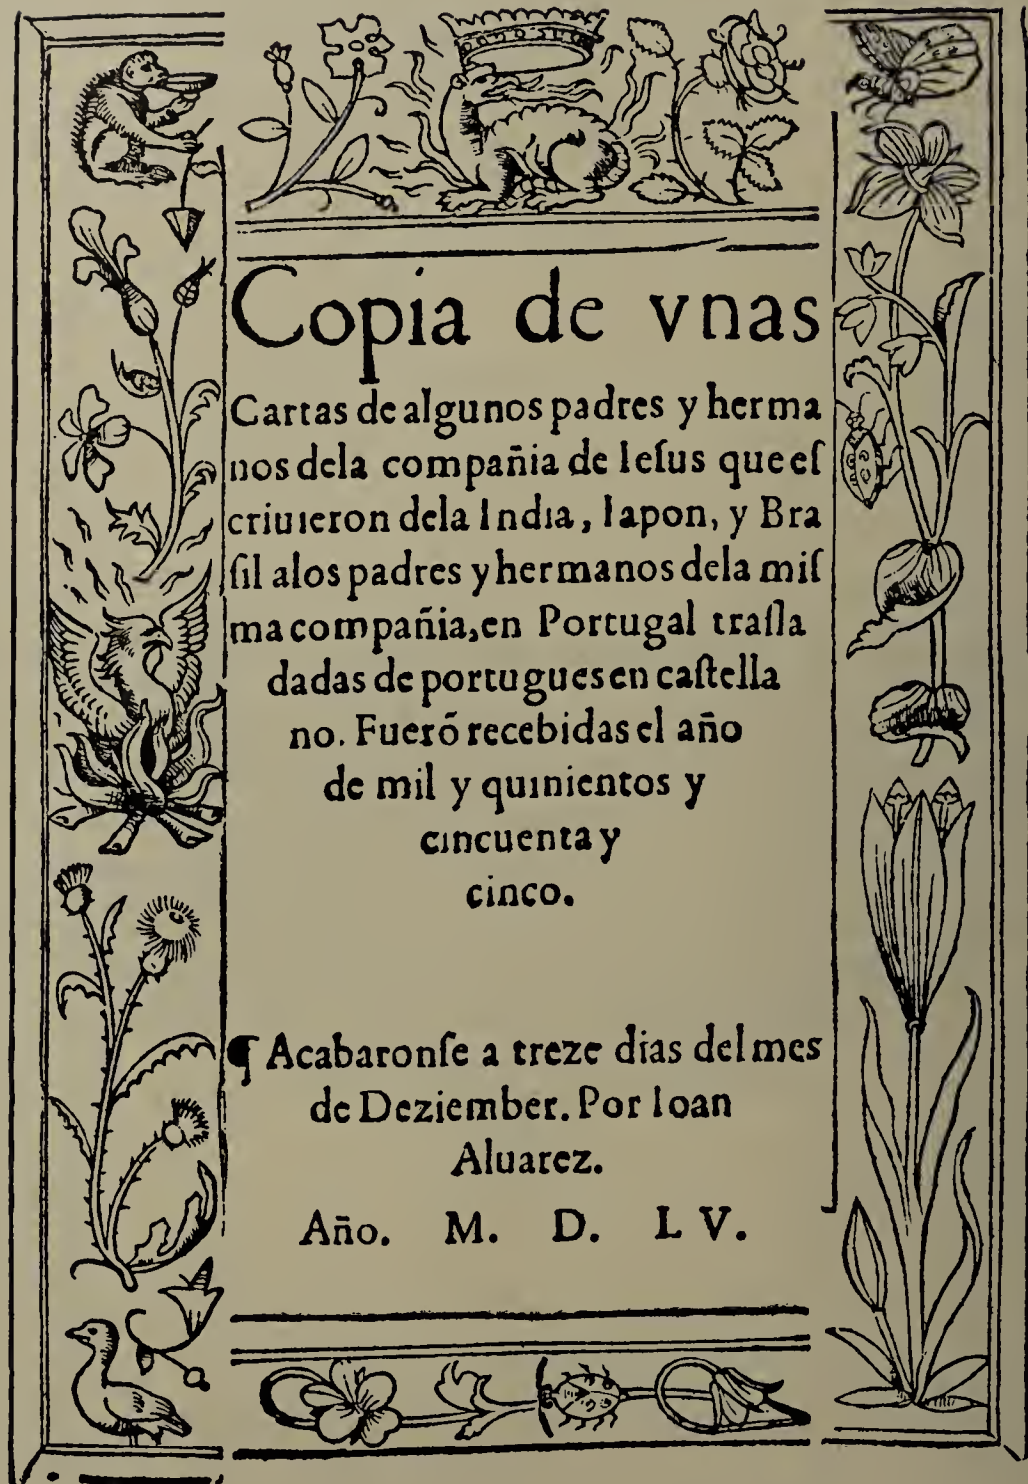 Copia de vnas
Cartas de algunos padres y herma
nos dela compañia de Iesus que eſ
criuieron dela India, Iapon, y Bra
ſil alos padres y hermanos dela miſ
ma compañia, en Portugal traſla
dadas de portugues en caſtella
no. Fuerõ recebidas el año
de mil y quinientos y
cincuenta y
cinco.
¶ Acabaronſe a treze dias del mes
de Deziember. Por Ioan
Aluarez.
Año. M. D. L V.